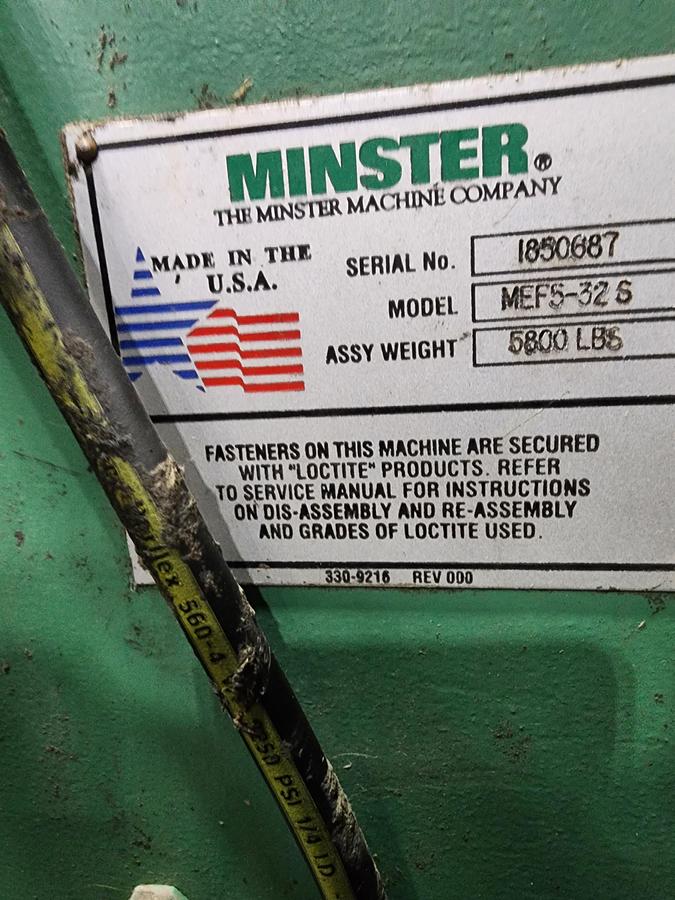 MINSTER®
THE MINSTER MACHINE COMPANY
MADE IN THE
U.S.A.
SERIAL No. 1850687
MODEL MEF5-32 S
ASSY WEIGHT 5800 LBS
FASTENERS ON THIS MACHINE ARE SECURED
WITH "LOCTITE" PRODUCTS. REFER
TO SERVICE MANUAL FOR INSTRUCTIONS
ON DIS-ASSEMBLY AND RE-ASSEMBLY
AND GRADES OF LOCTITE USED.
330-9216 REV 000
560-4 PSI 1/4 I.D.